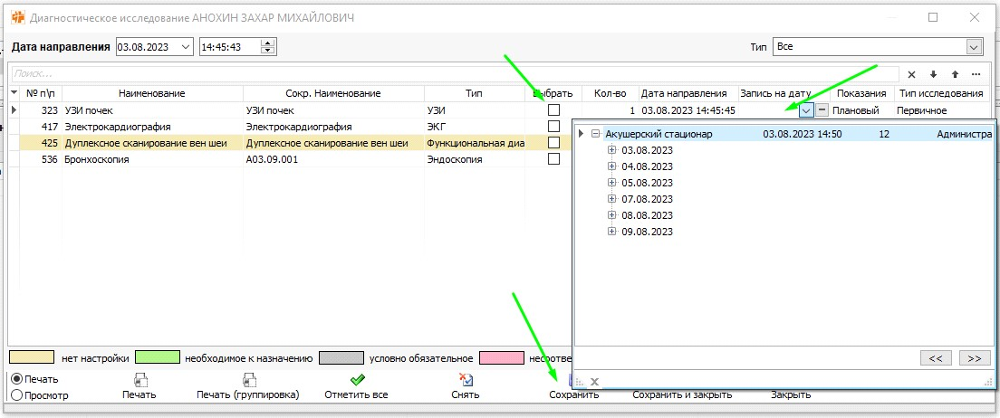 Диагностическое исследование АНОХИН ЗАХАР МИХАЙЛОВИЧ
Дата направления 03.08.2023 14:45:43 Тип Все
Поиск...
№ п\п Наименование Сокр. Наименование Тип Выбрать Кол-во Дата направления Запись на дату Показания Тип исследования
323 УЗИ почек УЗИ почек УЗИ 1 03.08.2023 14:45:45 Плановый Первичное
417 Электрокардиография Электрокардиография ЭКГ
425 Дуплексное сканирование вен шеи Дуплексное сканирование вен шеи Функциональная диа
536 Бронхоскопия A03.09.001 Эндоскопия
Акушерский стационар 03.08.2023 14:50 12 Администра
03.08.2023
04.08.2023
05.08.2023
07.08.2023
08.08.2023
09.08.2023
<< >>
нет настройки необходимое к назначению условно обязательное несоотве
Печать
Просмотр
Печать Печать (группировка) Отметить все Снять Сохранить Сохранить и закрыть Закрыть